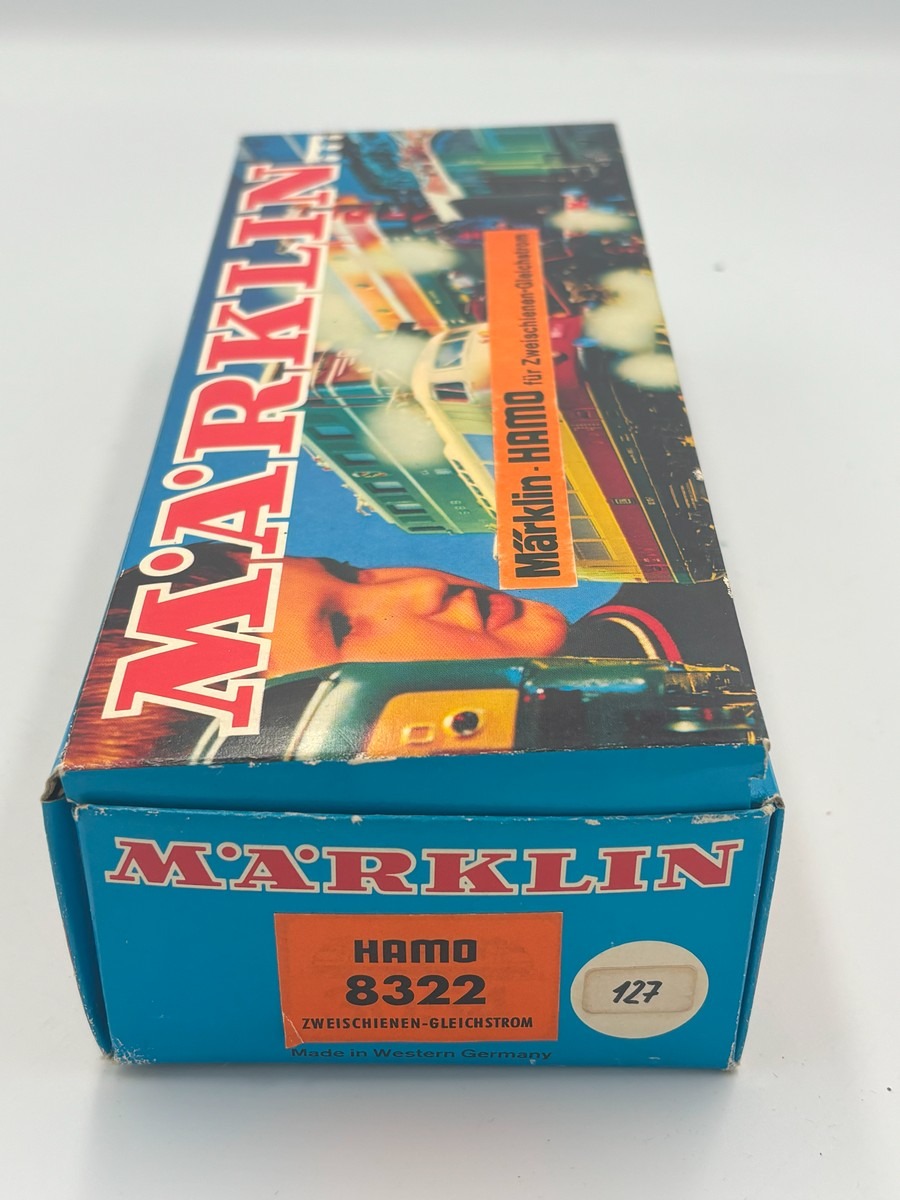 MÄRKLIN
Märklin-HAMO für Zweischienen-Gleichstrom
MÄRKLIN
HAMO
8322
ZWEISCHIENEN-GLEICHSTROM
127
Made in Western Germany